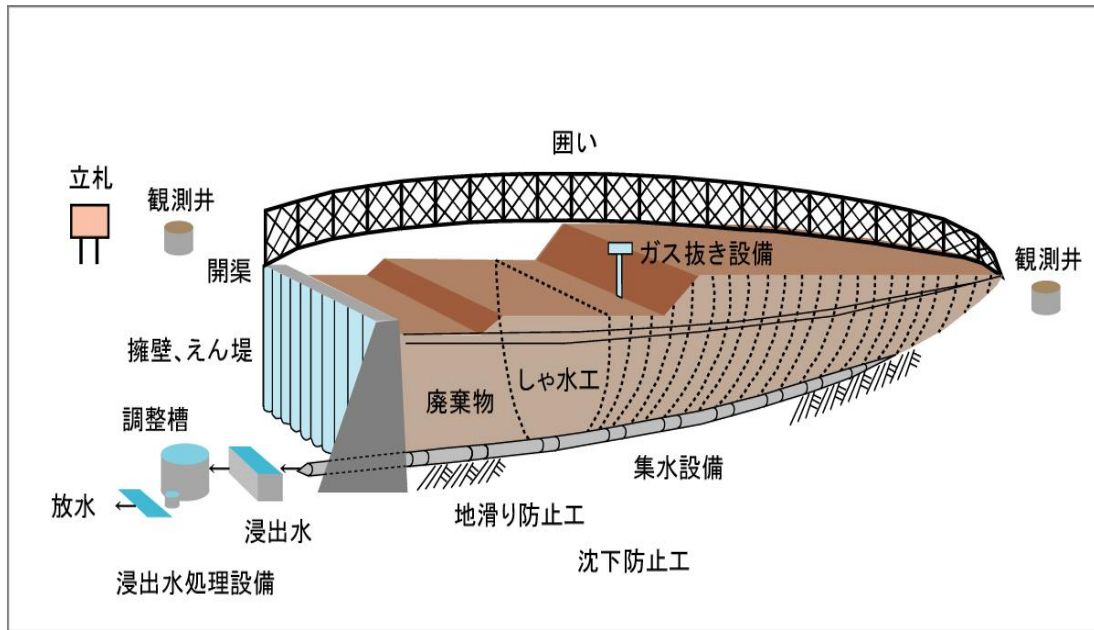 囲い
立札
観測井
ガス抜き設備
観測井
開渠
擁壁、えん堤
しゃ水工
廃棄物
調整槽
集水設備
放水
浸出水
地滑り防止工
沈下防止工
浸出水処理設備